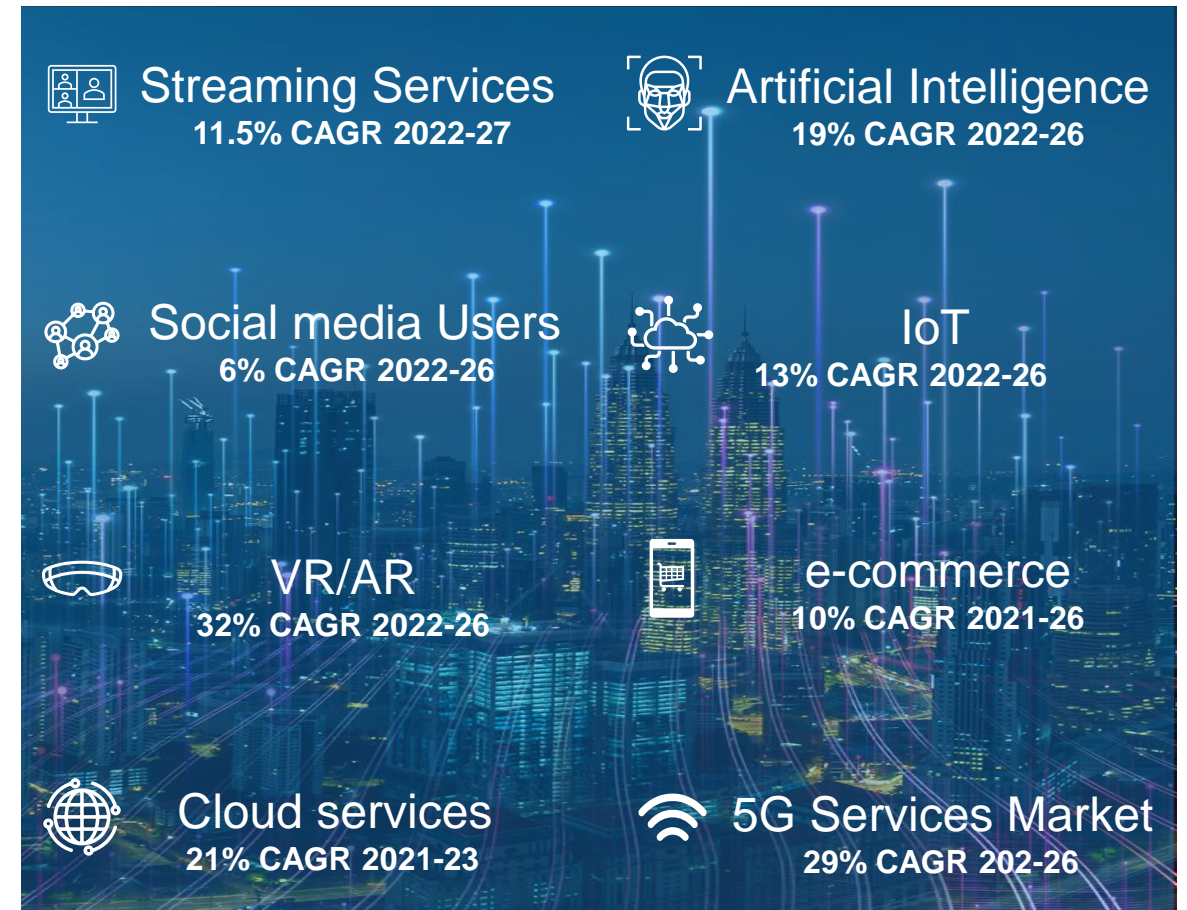 Streaming Services
11.5% CAGR 2022-27
Artificial Intelligence
19% CAGR 2022-26
Social media Users
6% CAGR 2022-26
IoT
13% CAGR 2022-26
VR/AR
32% CAGR 2022-26
e-commerce
10% CAGR 2021-26
Cloud services
21% CAGR 2021-23
5G Services Market
29% CAGR 202-26